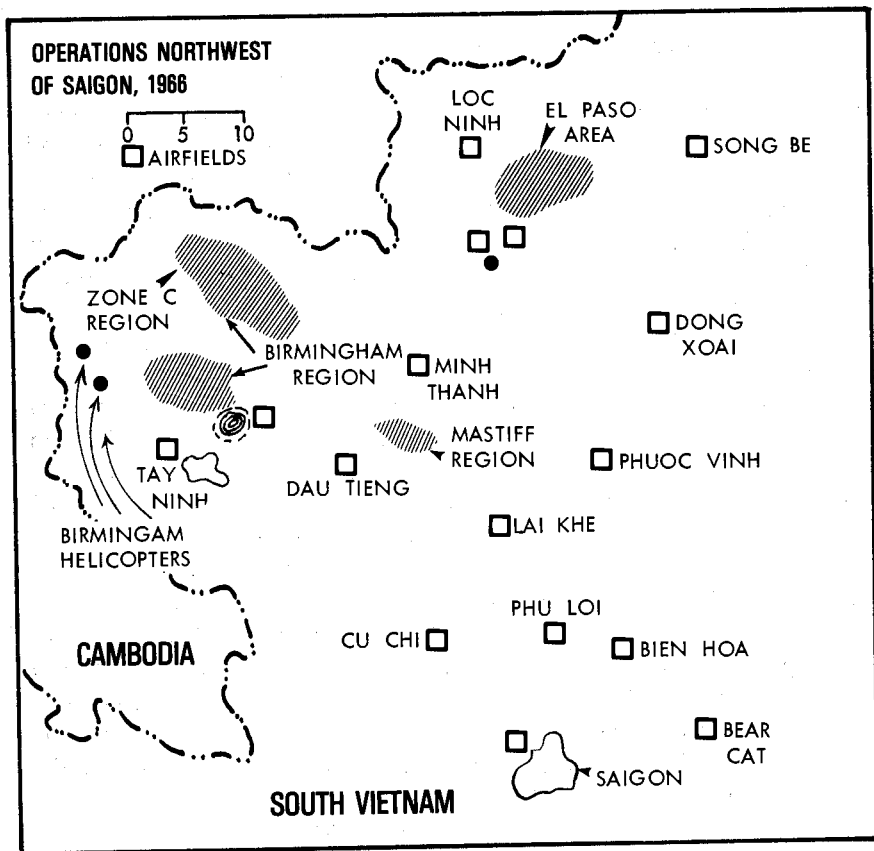 OPERATIONS NORTHWEST
OF SAIGON, 1966
0 5 10
AIRFIELDS
LOC
NINH
EL PASO
AREA
SONG BE
ZONE C
REGION
BIRMINGHAM
REGION
MINH
THANH
DONG
XOAI
MASTIFF
REGION
PHUOC VINH
TAY
NINH
DAU TIENG
LAI KHE
BIRMINGAM
HELICOPTERS
PHU LOI
CU CHI
BIEN HOA
CAMBODIA
BEAR
CAT
SAIGON
SOUTH VIETNAM